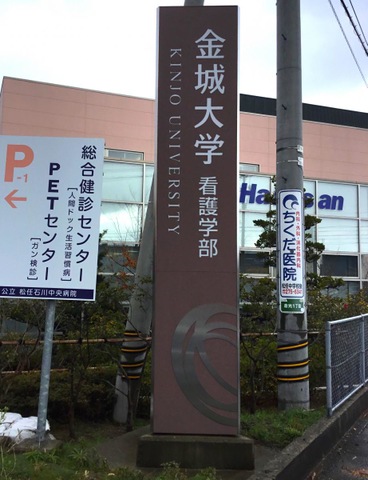 金城大学 看護学部
KINJO UNIVERSITY
P-1
←
総合健診センター
[人間ドック生活習慣病]
PETセンター
[ガン検診]
公立 松任石川中央病院
ちくだ医院